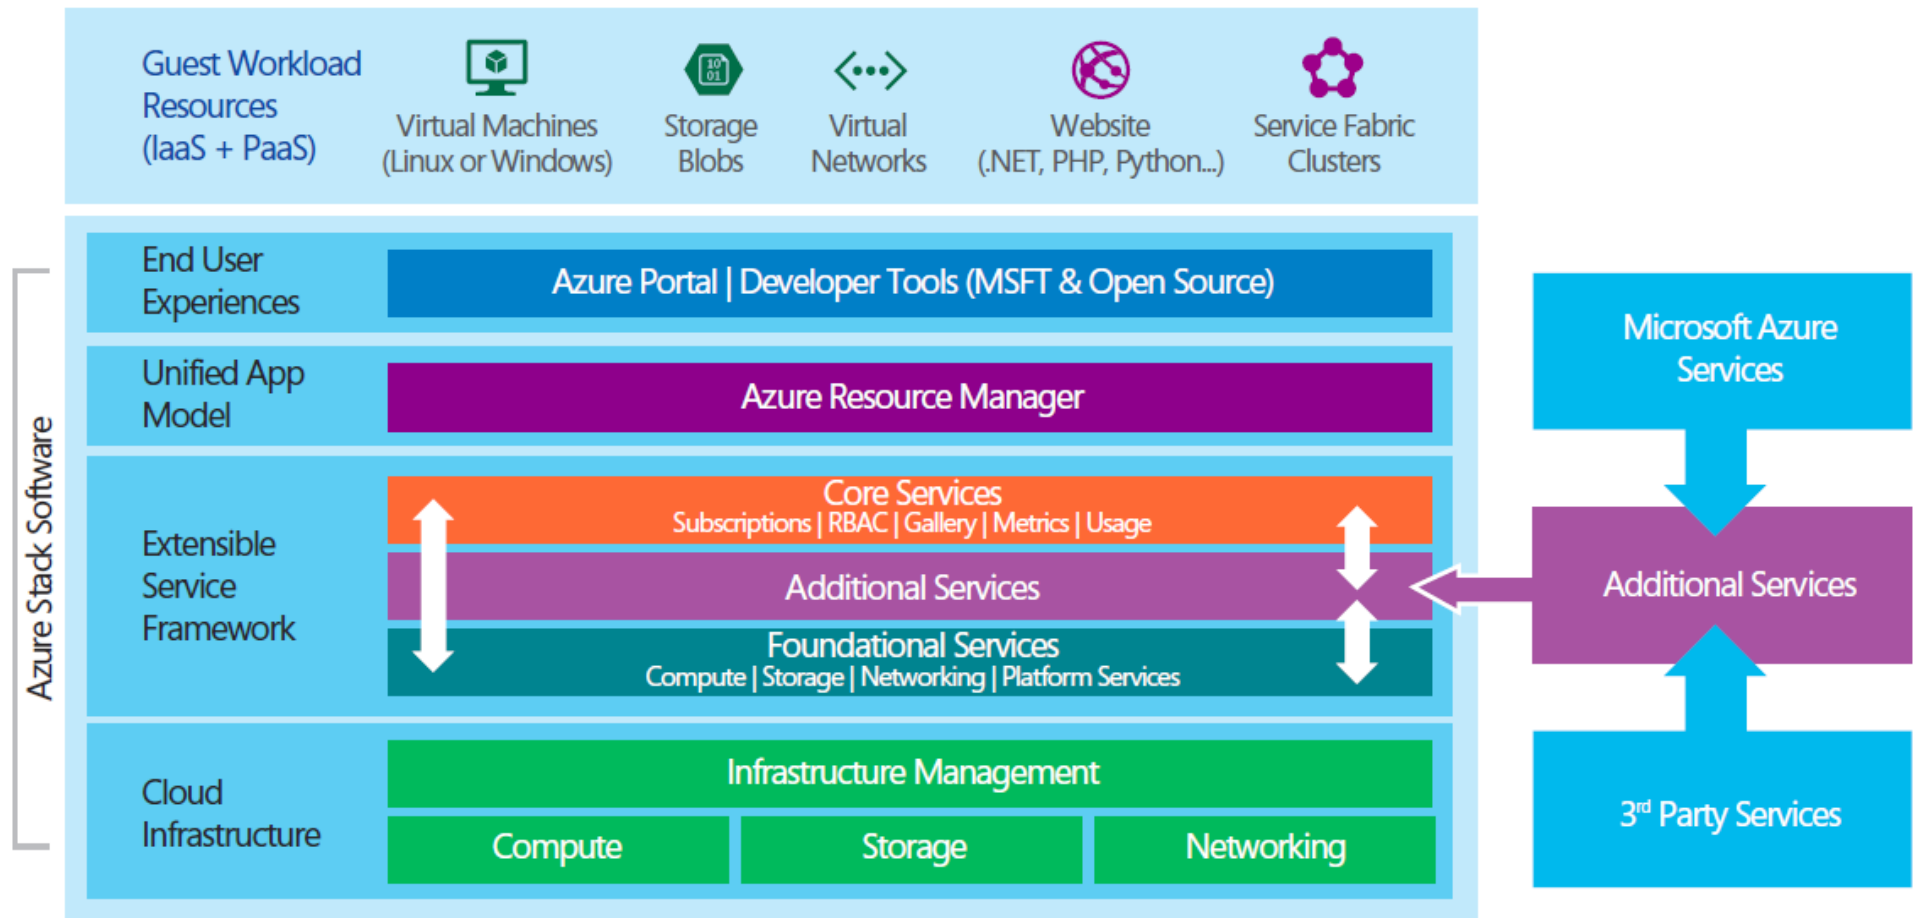 Guest Workload
Resources
(IaaS + PaaS)
Virtual Machines
(Linux or Windows)
Storage
Blobs
10
01
Virtual
Networks
Website
(.NET, PHP, Python...)
Service Fabric
Clusters
Azure Stack Software
End User
Experiences
Azure Portal | Developer Tools (MSFT & Open Source)
Unified App
Model
Azure Resource Manager
Extensible
Service
Framework
Core Services
Subscriptions | RBAC | Gallery | Metrics | Usage
Additional Services
Foundational Services
Compute | Storage | Networking | Platform Services
Cloud
Infrastructure
Infrastructure Management
Compute
Storage
Networking
Microsoft Azure
Services
Additional Services
3rd Party Services